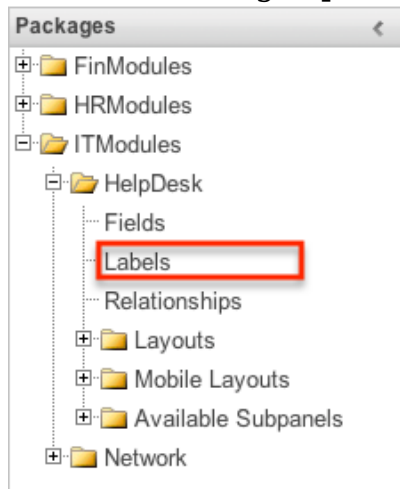 Packages
FinModules
HRModules
ITModules
HelpDesk
Fields
Labels
Relationships
Layouts
Mobile Layouts
Available Subpanels
Network